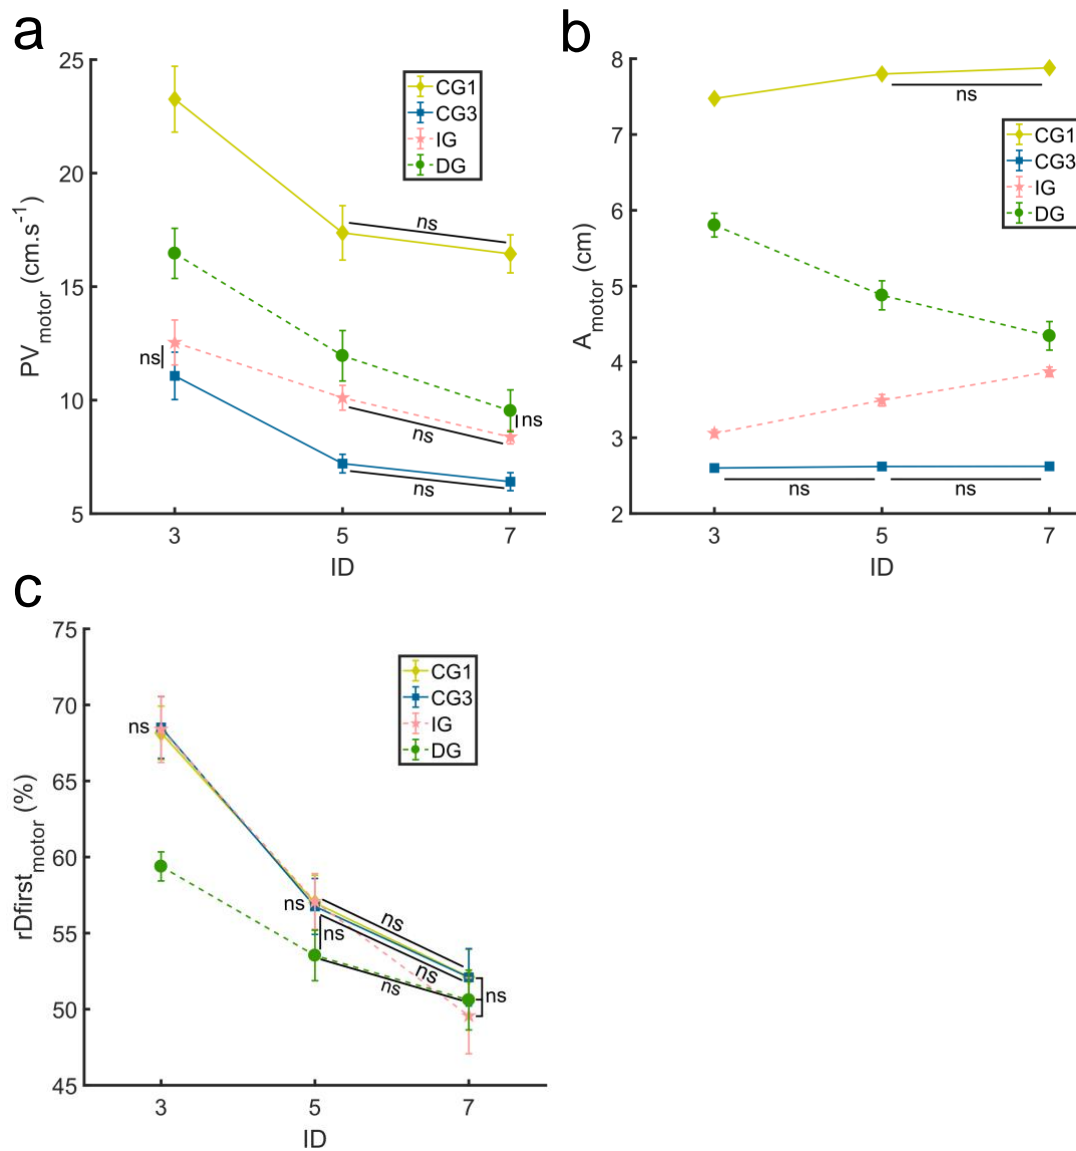 a
25
20
15
10
5
3
5
7
ID
PVmotor (cm.s-1)
CG1
CG3
IG
DG
ns
ns
ns
ns
ns
b
8
7
6
5
4
3
2
3
5
7
ID
Amotor (cm)
CG1
CG3
IG
DG
ns
ns
ns
c
75
70
65
60
55
50
45
3
5
7
ID
rDfirstmotor (%)
CG1
CG3
IG
DG
ns
ns
ns
ns
ns
ns
ns